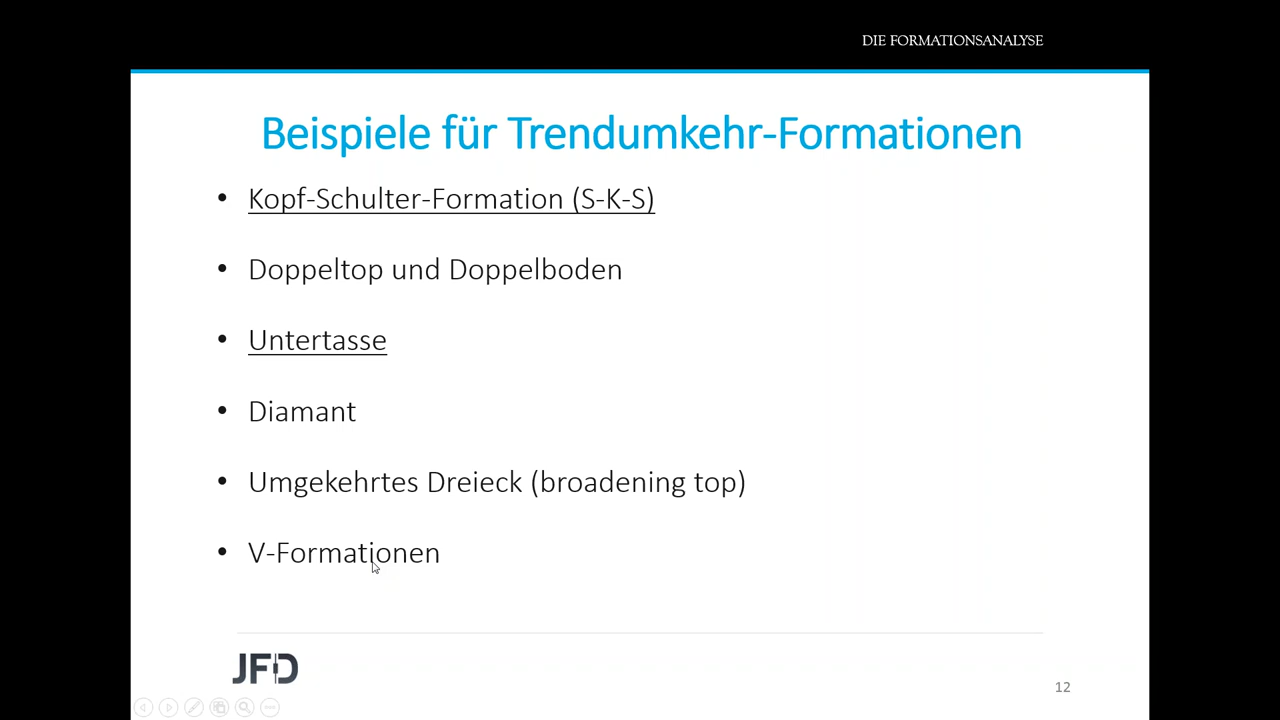 DIE FORMATIONSANALYSE
Beispiele für Trendumkehr-Formationen
• Kopf-Schulter-Formation (S-K-S)
• Doppeltop und Doppelboden
• Untertasse
• Diamant
• Umgekehrtes Dreieck (broadening top)
• V-Formationen
JFD
12